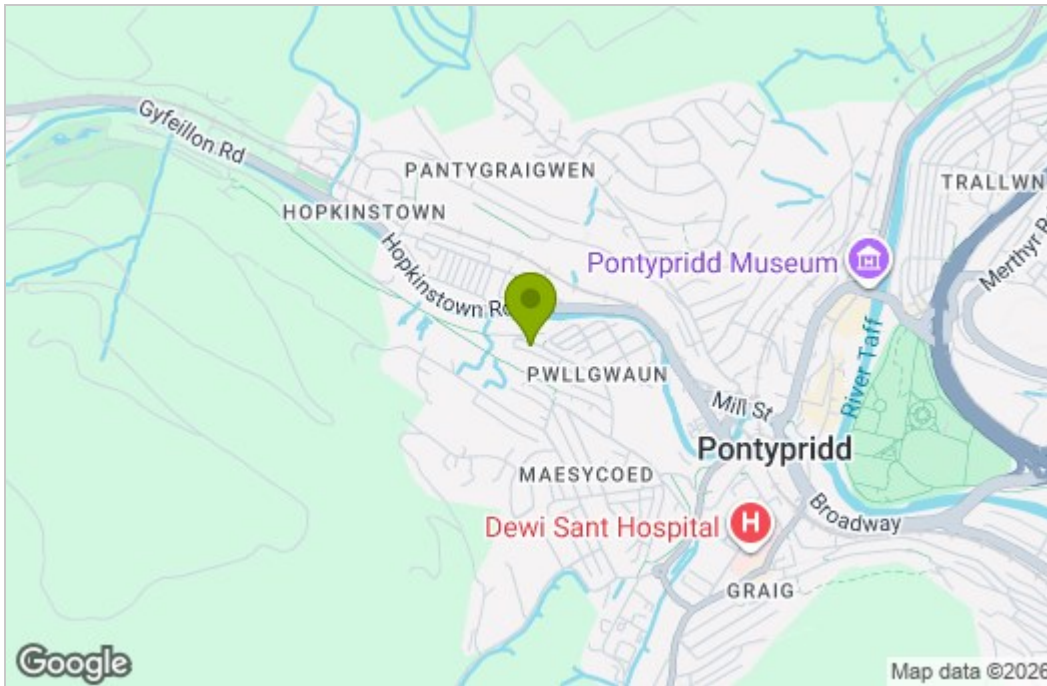 Gyfeillon Rd
PANTYGRAIGWEN
TRALLWN
HOPKINSTOWN
Merthyr R
Pontypridd Museum
H
Hopkinstown Rd
River Taff
PWLLGWAUN
Mill St
Pontypridd
MAESYCOED
Broadway
Dewi Sant Hospital
H
GRAIG
Google
Map data ©2026